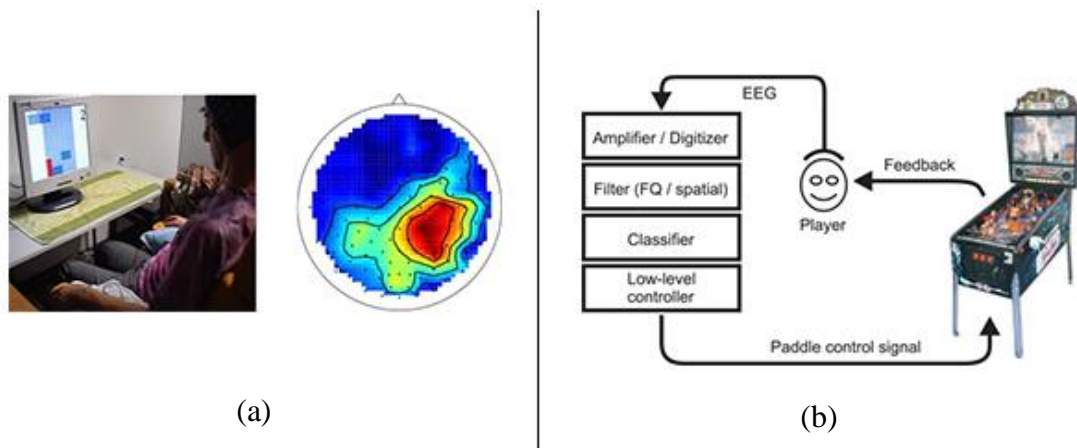 EEG
Amplifier / Digitizer
Filter (FQ / spatial)
Classifier
Low-level
controller
Player
Feedback
Paddle control signal
(a)
(b)